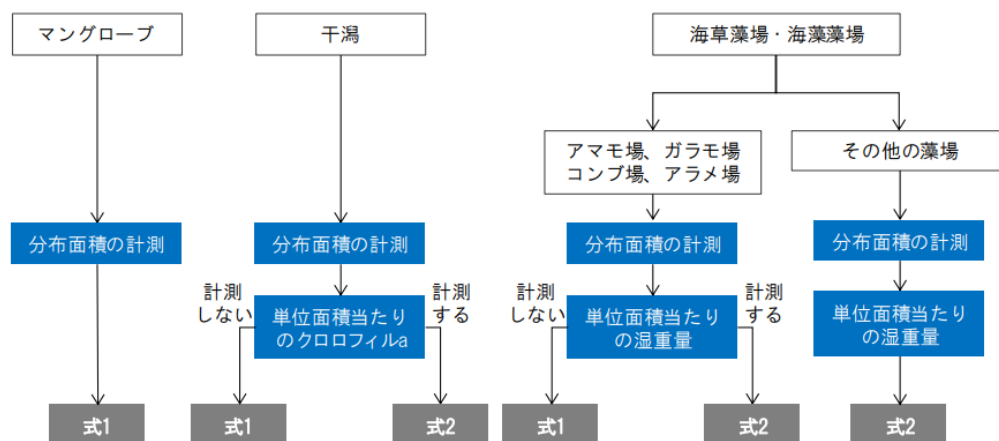 マングローブ
干潟
海草藻場・海藻藻場
アマモ場、ガラモ場
コンブ場、アラメ場
その他の藻場
分布面積の計測
分布面積の計測
分布面積の計測
分布面積の計測
計測
しない
単位面積当たり
のクロロフィルa
計測
する
計測
しない
単位面積当たり
の湿重量
計測
する
単位面積当たり
の湿重量
式1
式1
式2
式1
式2
式2